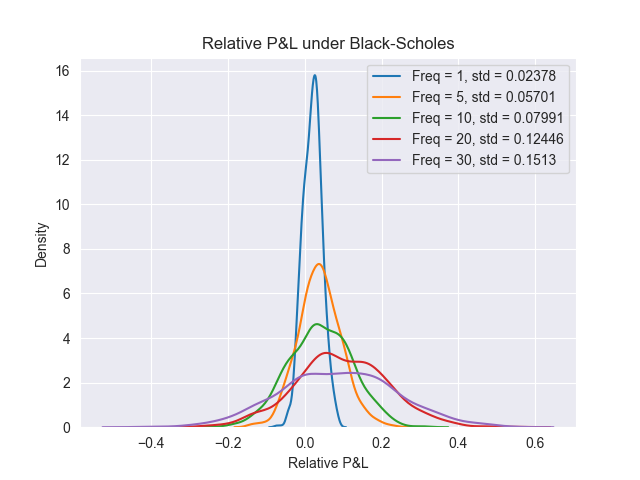 Relative P&L under Black-Scholes
Freq = 1, std = 0.02378
Freq = 5, std = 0.05701
Freq = 10, std = 0.07991
Freq = 20, std = 0.12446
Freq = 30, std = 0.1513
16
14
12
10
8
6
4
2
0
Density
−0.4 −0.2 0.0 0.2 0.4 0.6
Relative P&L